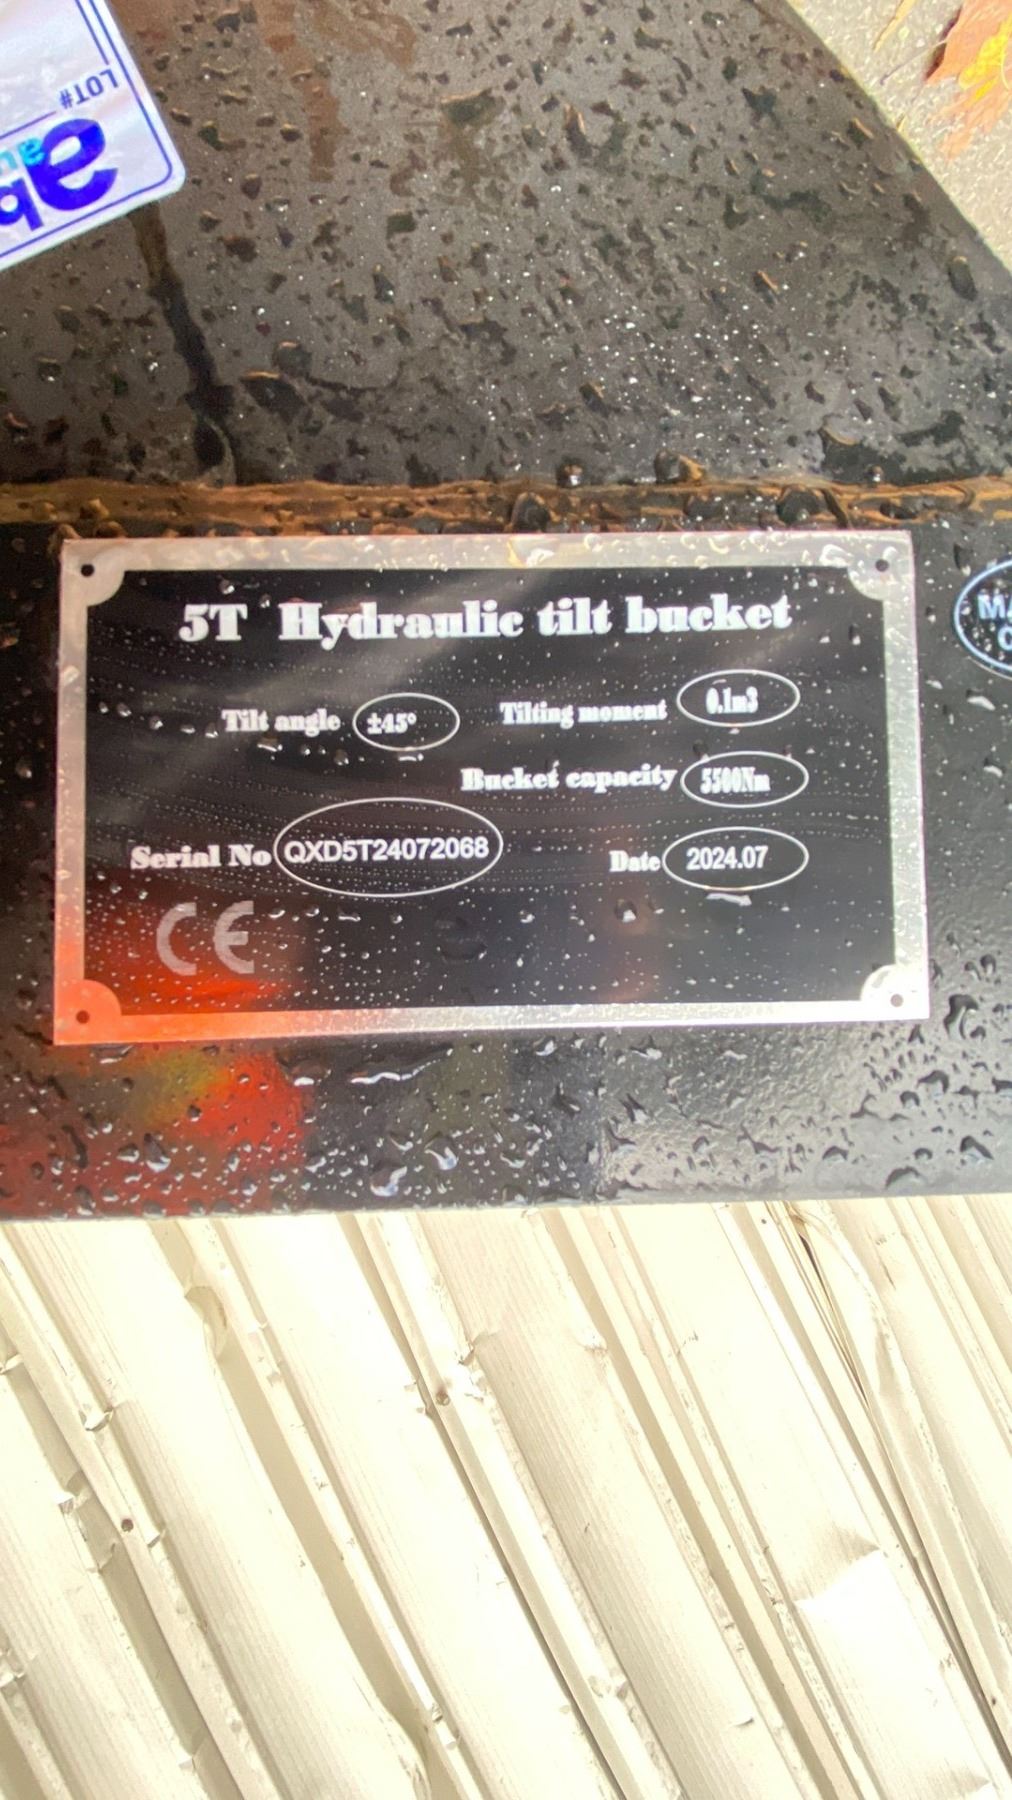 LOT#
5T Hydraulic tilt bucket
Tilt angle ±45° Tilting moment 0.1m3
Bucket capacity 5500Nm
Serial No QXD5T24072068 Date 2024.07
CE